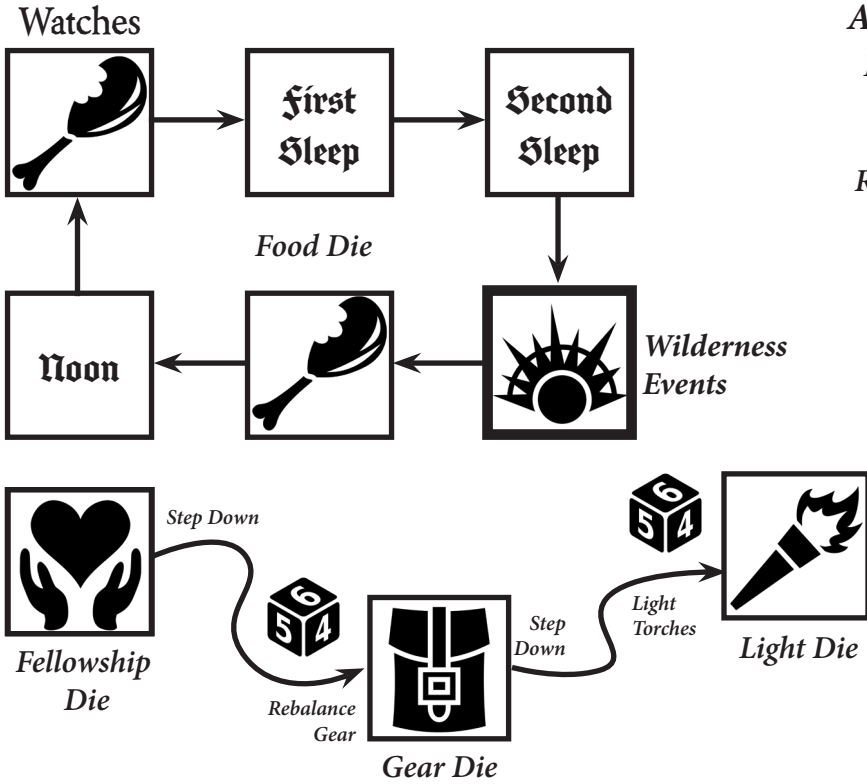 Watches
First
Sleep
Second
Sleep
Food Die
Noon
Wilderness
Events
Step Down
6
5 4
6
5 4
Light
Torches
Step
Down
Light Die
Fellowship
Die
Rebalance
Gear
Gear Die
A
R